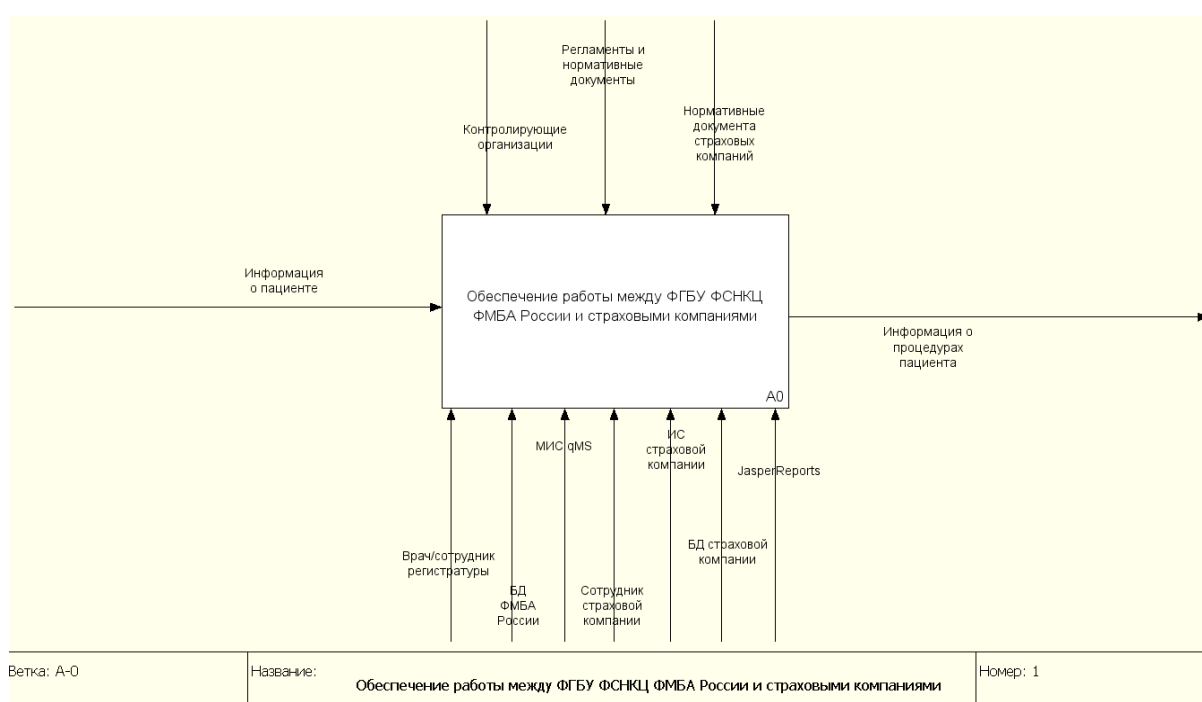 Регламенты и
нормативные
документы
Контролирующие
организации
Нормативные
документа
страховых
компаний
Информация
о пациенте
Обеспечение работы между ФГБУ ФСНКЦ
ФМБА России и страховыми компаниями
A0
Информация о
процедурах
пациента
МИС qMS
ИС
страховой
компании
JasperReports
Врач/сотрудник
регистратуры
БД
ФМБА
России
Сотрудник
страховой
компании
БД страховой
компании
Ветка: A-0
Название:
Обеспечение работы между ФГБУ ФСНКЦ ФМБА России и страховыми компаниями
Номер: 1